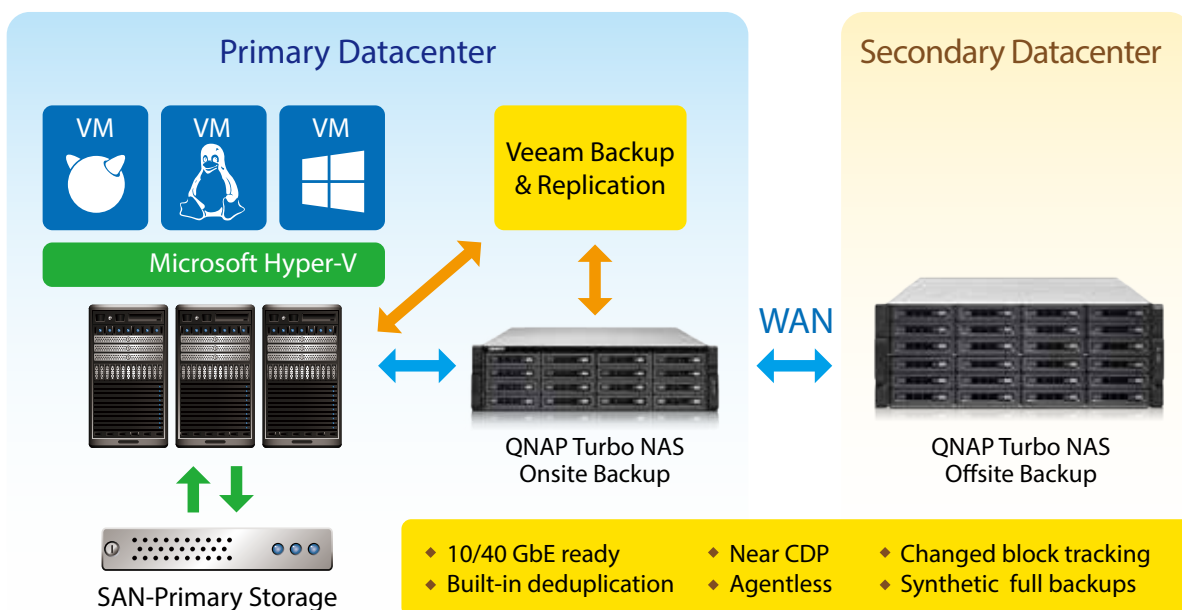 Primary Datacenter
Secondary Datacenter
VM
VM
VM
Veeam Backup
& Replication
Microsoft Hyper-V
WAN
QNAP Turbo NAS
Onsite Backup
QNAP Turbo NAS
Offsite Backup
SAN-Primary Storage
10/40 GbE ready
Built-in deduplication
Near CDP
Agentless
Changed block tracking
Synthetic full backups